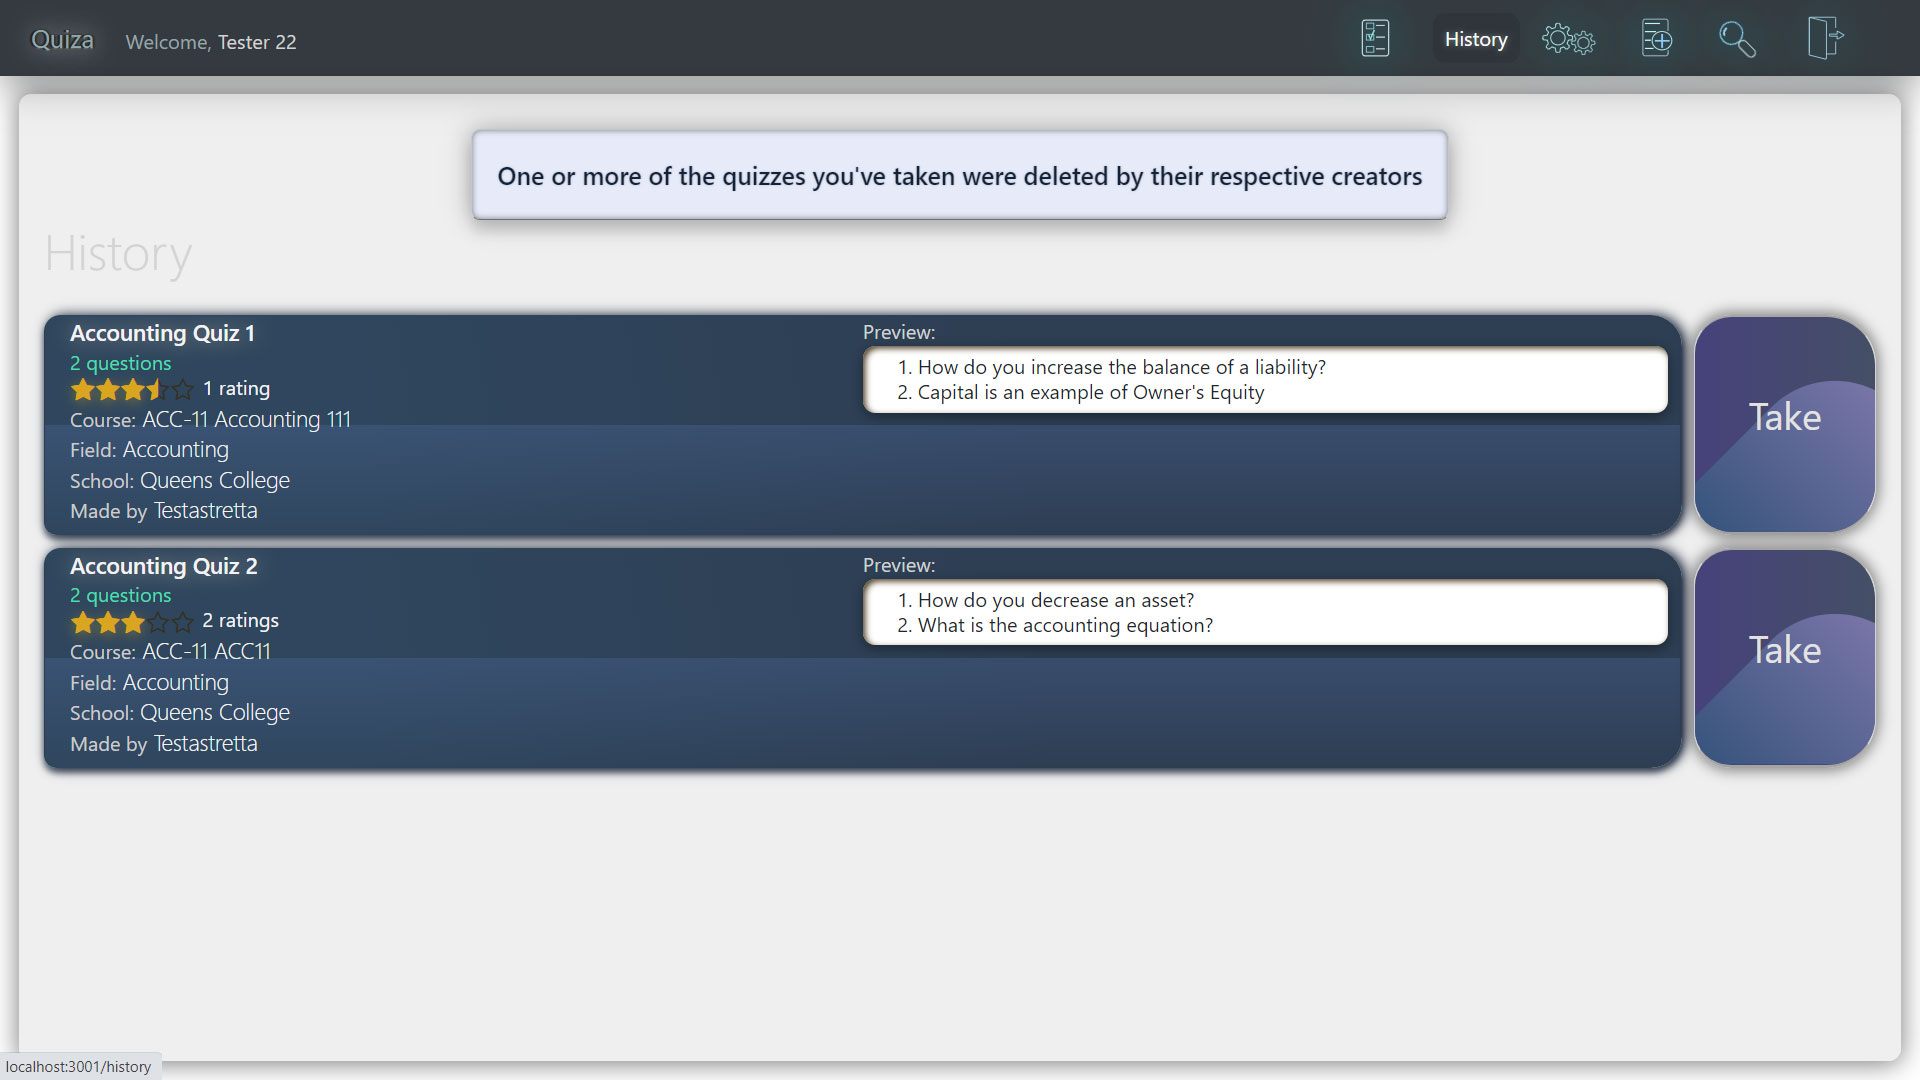 Quiza
Welcome, Tester 22
History
One or more of the quizzes you've taken were deleted by their respective creators
History
Accounting Quiz 1
2 questions
1 rating
Course: ACC-11 Accounting 111
Field: Accounting
School: Queens College
Made by Testastretta
Preview:
1. How do you increase the balance of a liability?
2. Capital is an example of Owner's Equity
Take
Accounting Quiz 2
2 questions
2 ratings
Course: ACC-11 ACC11
Field: Accounting
School: Queens College
Made by Testastretta
Preview:
1. How do you decrease an asset?
2. What is the accounting equation?
Take
localhost:3001/history